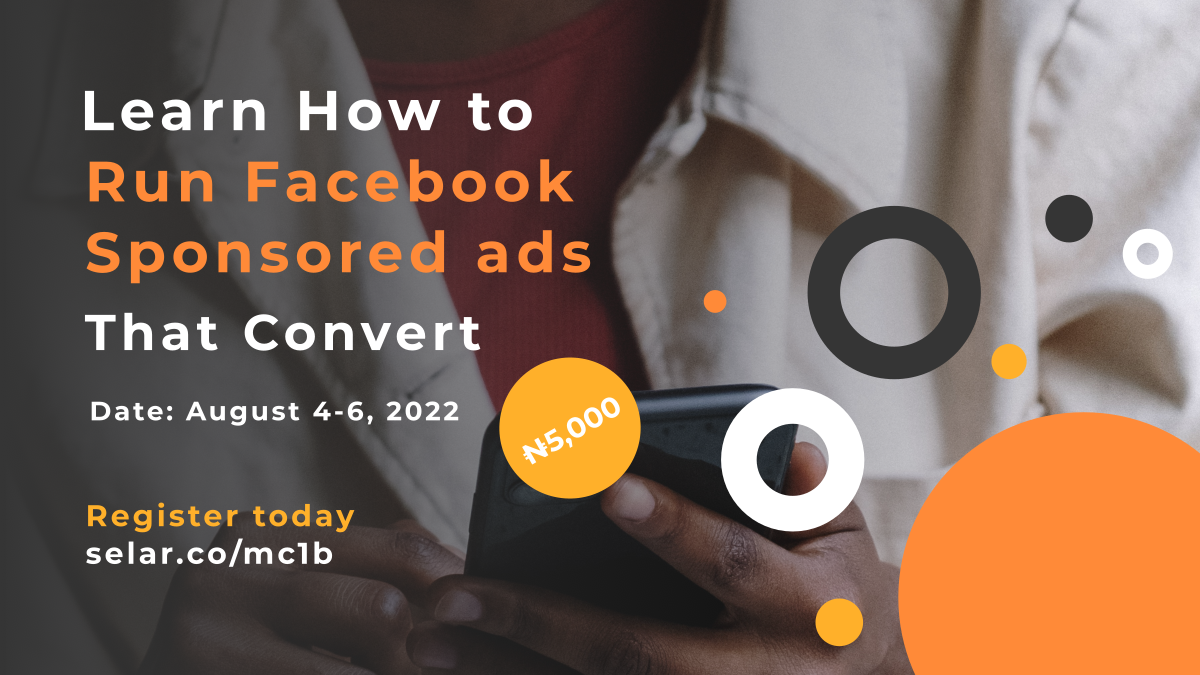 Learn How to
Run Facebook
Sponsored ads
That Convert
Date: August 4-6, 2022
₦5,000
Register today
selar.co/mc1b